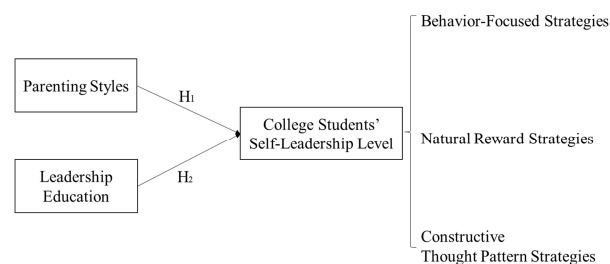 Behavior-Focused Strategies
Parenting Styles
H1
College Students'
Self-Leadership Level
Natural Reward Strategies
Leadership
Education
H2
Constructive
Thought Pattern Strategies